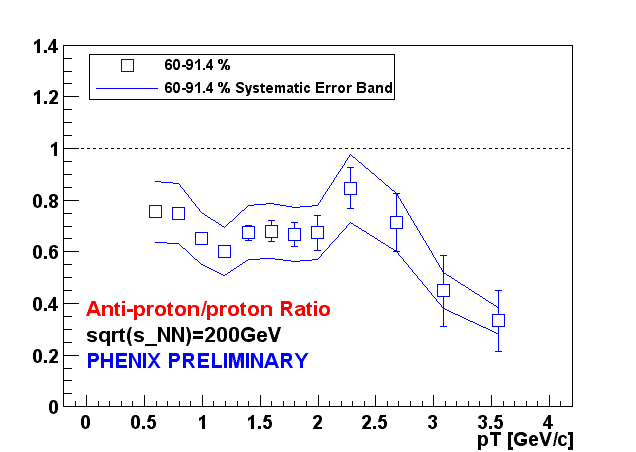 1.4
60-91.4 %
1.2
60-91.4 % Systematic Error Band
1
0.8
0.6
0.4
Anti-proton/proton Ratio
sqrt(s_NN)=200GeV
0.2
PHENIX PRELIMINARY
0
0 0.5 1 1.5 2 2.5 3 3.5 4
pT [GeV/c]